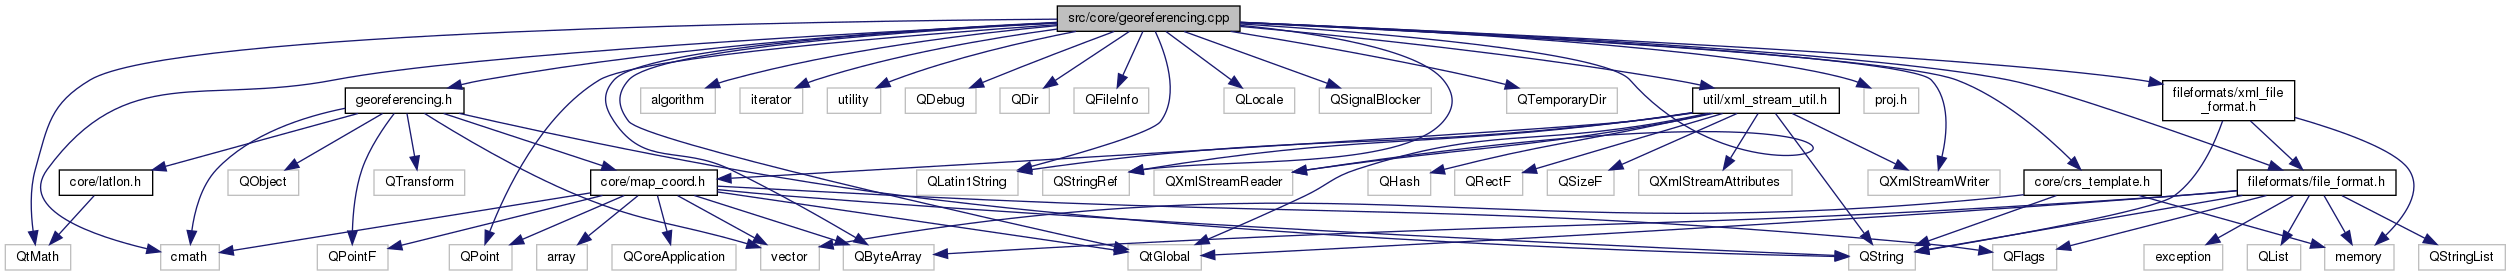 src/core/georeferencing.cpp
georeferencing.h
algorithm
iterator
utility
QDebug
QDir
QFileInfo
QLocale
QSignalBlocker
QTemporaryDir
util/xml_stream_util.h
proj.h
fileformats/xml_file
_format.h
core/latlon.h
QObject
QTransform
core/map_coord.h
QLatin1String
QStringRef
QXmlStreamReader
QHash
QRectF
QSizeF
QXmlStreamAttributes
QXmlStreamWriter
core/crs_template.h
fileformats/file_format.h
QtMath
cmath
QPointF
QPoint
array
QCoreApplication
vector
QByteArray
QtGlobal
QString
QFlags
exception
QList
memory
QStringList